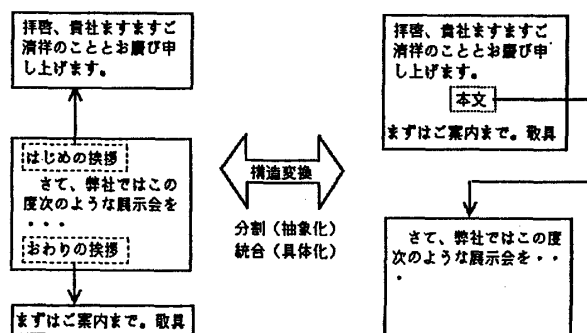 拝啓、貴社ますますご
済祥のこととお慶び申
し上げます。
はじめの挨拶
さて、弊社ではこの
度次のような展示会を
・・・
おわりの挨拶
まずはご案内まで。敬具
構造変換
分割（抽象化）
統合（具体化）
拝啓、貴社ますますご
済祥のこととお慶び申
し上げます。
本文
まずはご案内まで。敬具
さて、弊社ではこの度
次のような展示会を・・
・